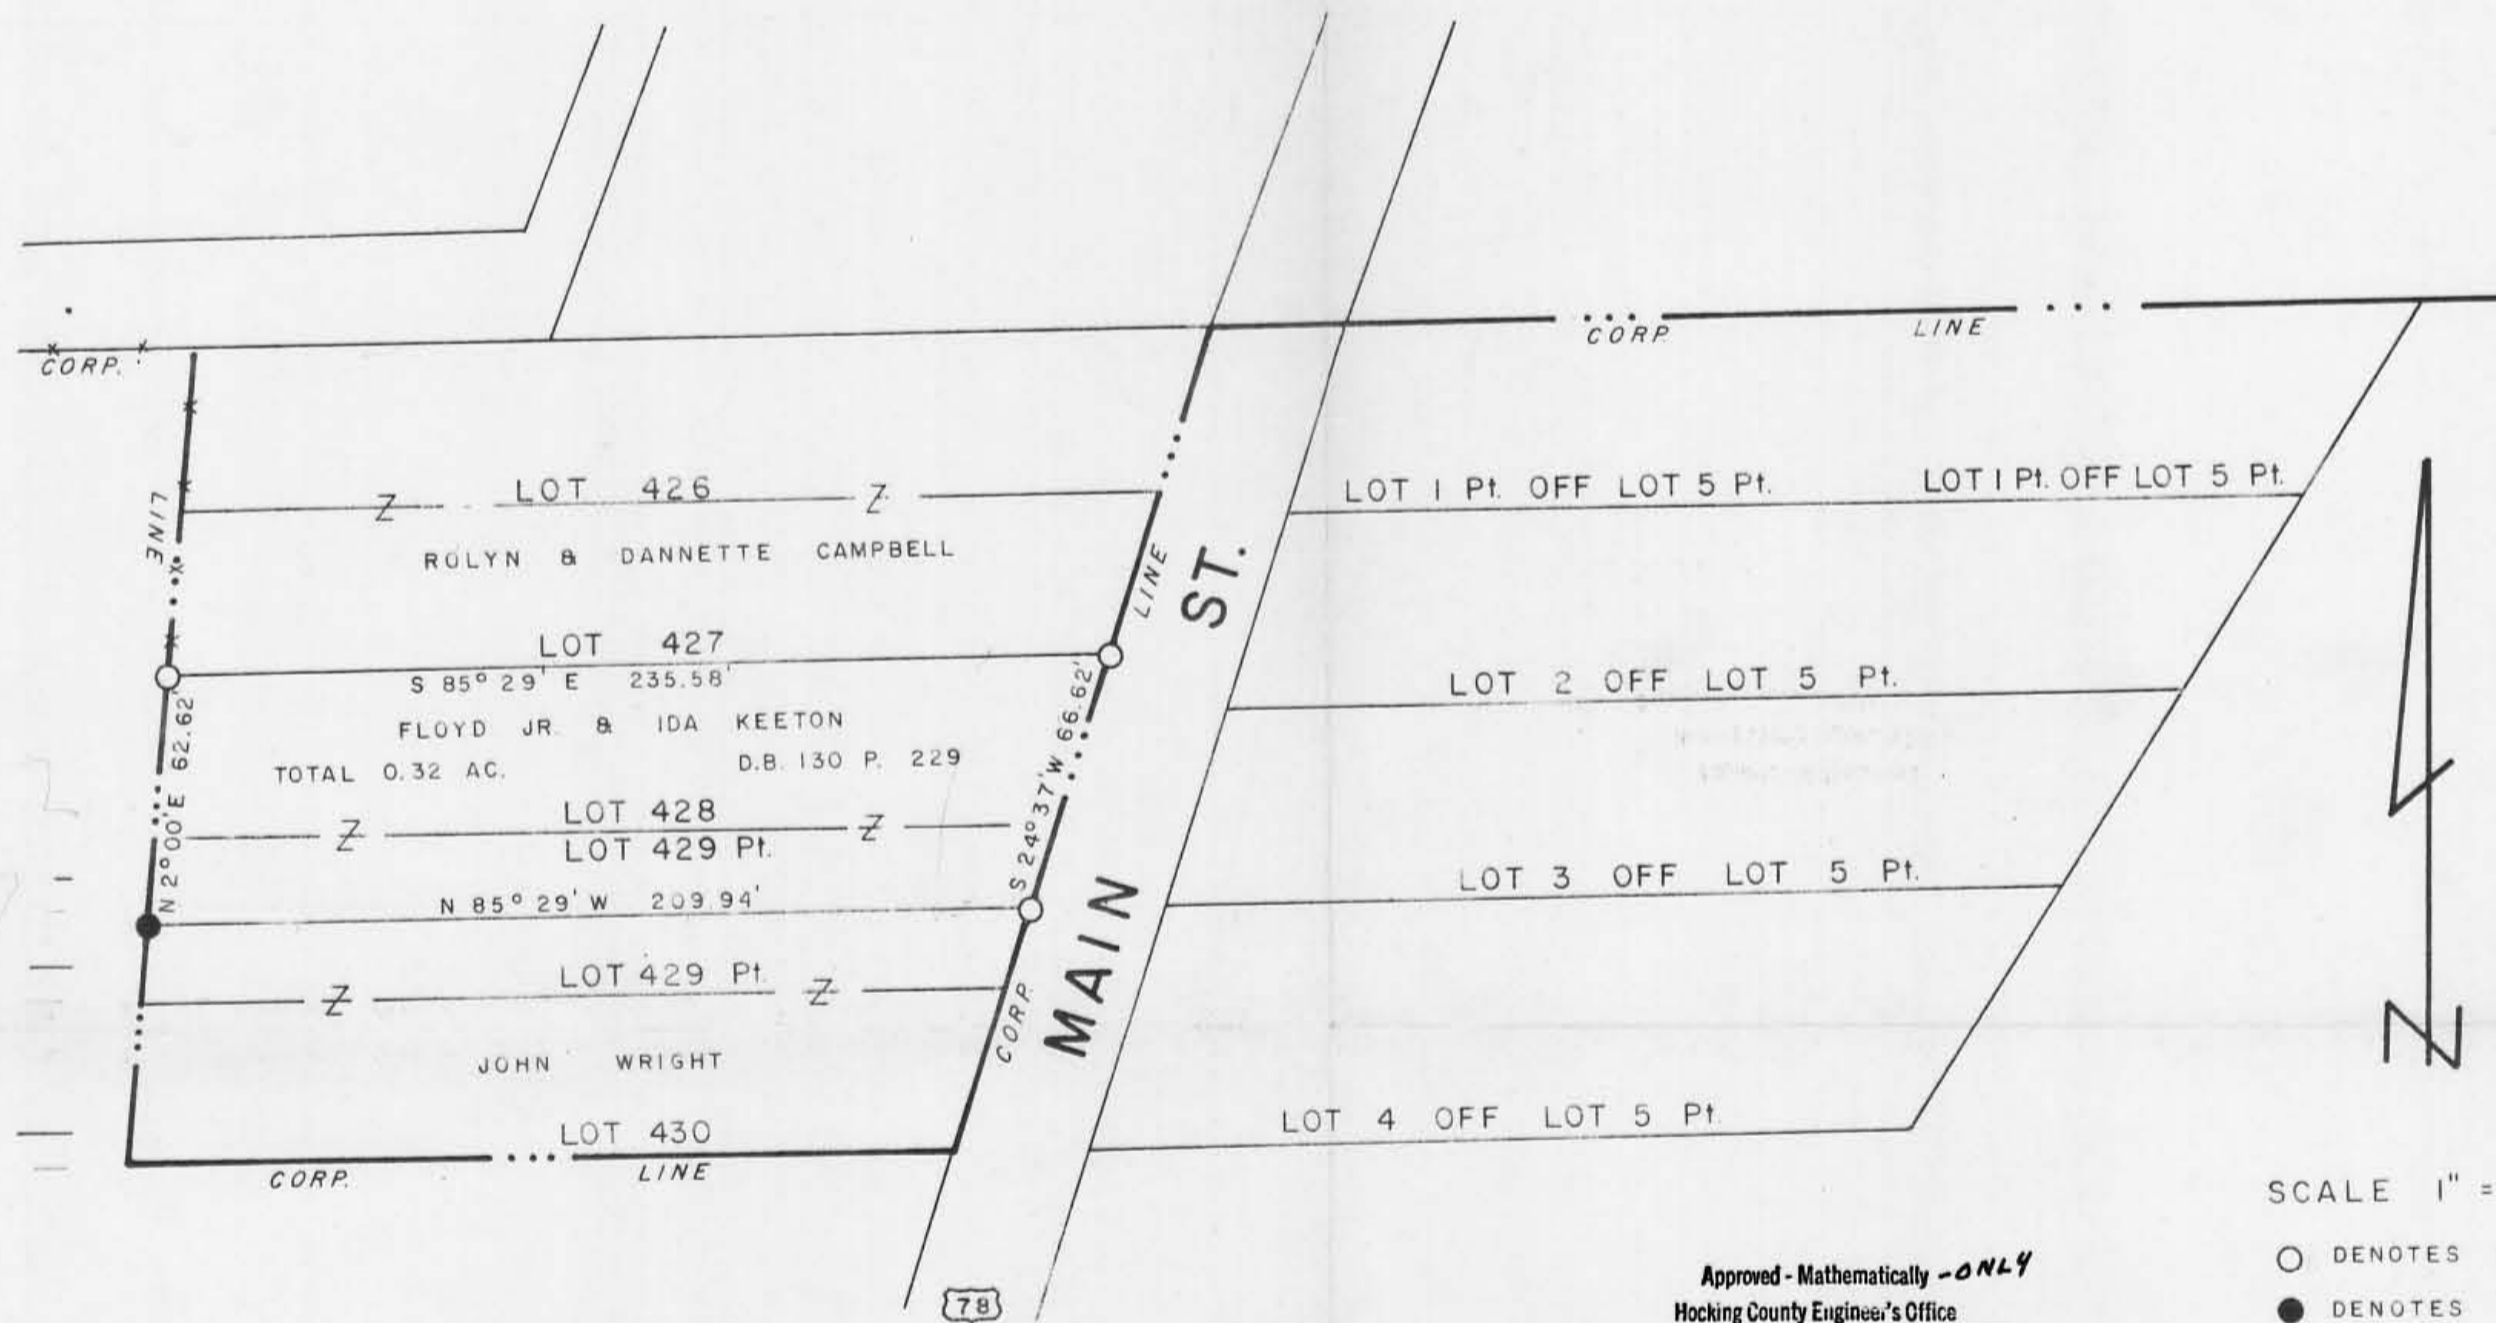 CORP.
LINE
CORP.
LINE
LOT 426
ROLYN & DANNETTE CAMPBELL
LOT 427
S 85° 29' E 235.58'
FLOYD JR. & IDA KEETON
TOTAL 0.32 AC.
D.B. 130 P. 229
N 2° 00' E 62.62'
LOT 428
LOT 429 Pt.
N 85° 29' W 209.94'
LOT 429 Pt.
JOHN WRIGHT
LOT 430
CORP.
LINE
LINE
S 24° 37' W 66.62'
CORP.
MAIN ST.
78
LOT 1 Pt. OFF LOT 5 Pt.
LOT 1 Pt. OFF LOT 5 Pt.
LOT 2 OFF LOT 5 Pt.
LOT 3 OFF LOT 5 Pt.
LOT 4 OFF LOT 5 Pt.
N
SCALE 1" =
DENOTES
DENOTES
Approved - Mathematically - ONLY
Hocking County Engineer's Office